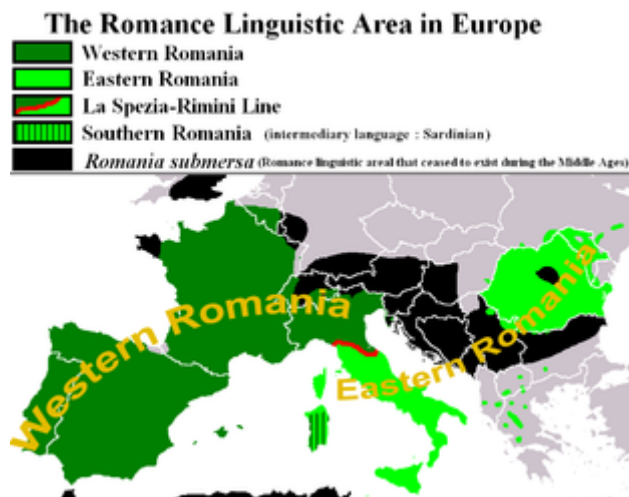 The Romance Linguistic Area in Europe
Western Romania
Eastern Romania
La Spezia-Rimini Line
Southern Romania (intermediary language : Sardinian)
Romania submersa (Romance linguistic areal that ceased to exist during the Middle Ages)
Western Romania
Eastern Romania